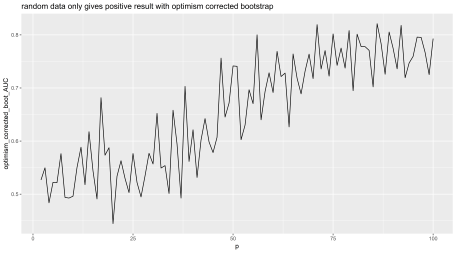 random data only gives positive result with optimism corrected bootstrap
optimism_corrected_boot_AUC
0.8
0.7
0.6
0.5
0 25 50 75 100
p